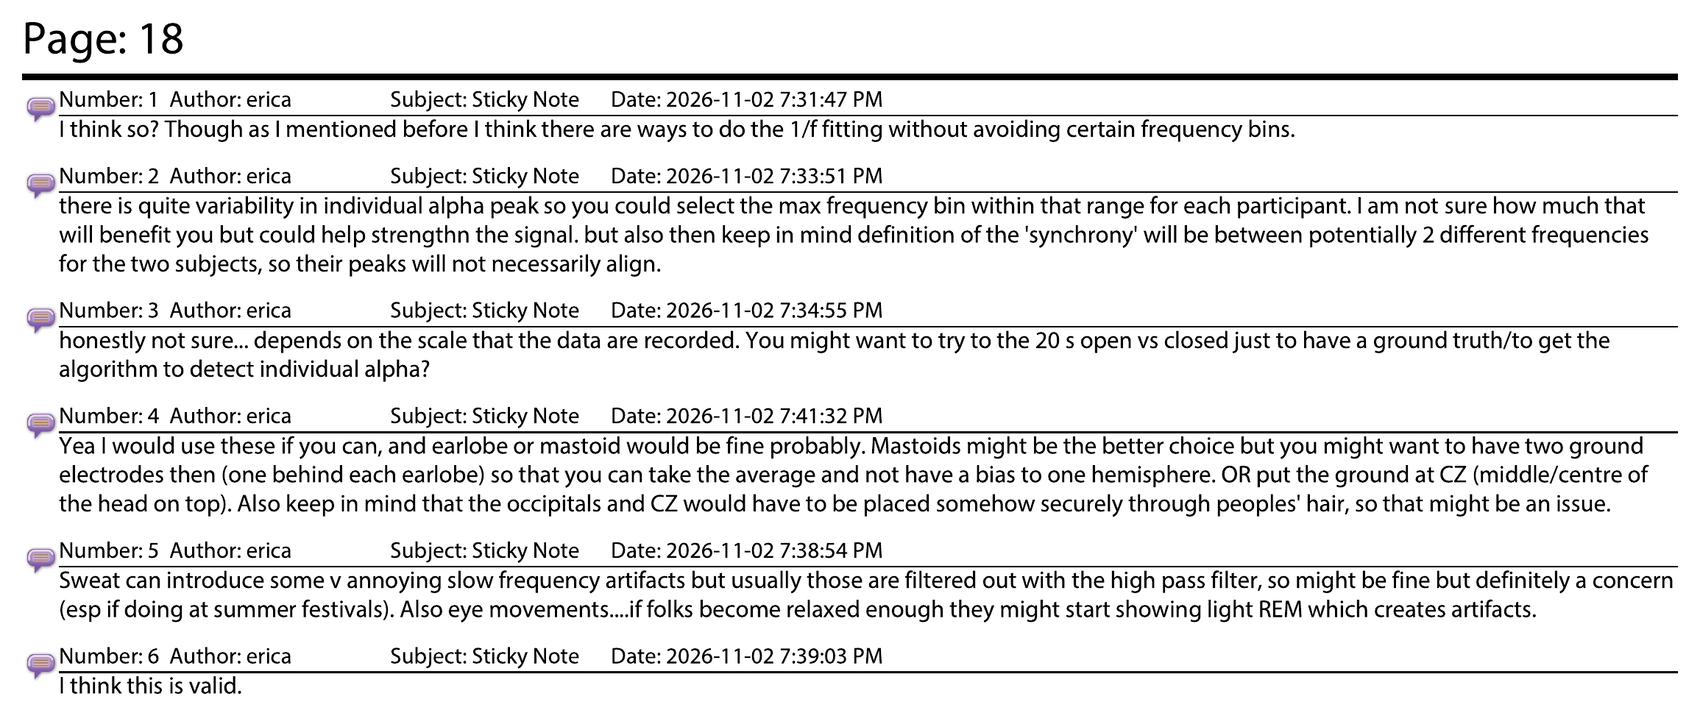 Page: 18
Number: 1 Author: erica Subject: Sticky Note Date: 2026-11-02 7:31:47 PM
I think so? Though as I mentioned before I think there are ways to do the 1/f fitting without avoiding certain frequency bins.
Number: 2 Author: erica Subject: Sticky Note Date: 2026-11-02 7:33:51 PM
there is quite variability in individual alpha peak so you could select the max frequency bin within that range for each participant. I am not sure how much that
will benefit you but could help strengthn the signal. but also then keep in mind definition of the 'synchrony' will be between potentially 2 different frequencies
for the two subjects, so their peaks will not necessarily align.
Number: 3 Author: erica Subject: Sticky Note Date: 2026-11-02 7:34:55 PM
honestly not sure... depends on the scale that the data are recorded. You might want to try to the 20 s open vs closed just to have a ground truth/to get the
algorithm to detect individual alpha?
Number: 4 Author: erica Subject: Sticky Note Date: 2026-11-02 7:41:32 PM
Yea I would use these if you can, and earlobe or mastoid would be fine probably. Mastoids might be the better choice but you might want to have two ground
electrodes then (one behind each earlobe) so that you can take the average and not have a bias to one hemisphere. OR put the ground at CZ (middle/centre of
the head on top). Also keep in mind that the occipitals and CZ would have to be placed somehow securely through peoples' hair, so that might be an issue.
Number: 5 Author: erica Subject: Sticky Note Date: 2026-11-02 7:38:54 PM
Sweat can introduce some v annoying slow frequency artifacts but usually those are filtered out with the high pass filter, so might be fine but definitely a concern
(esp if doing at summer festivals). Also eye movements....if folks become relaxed enough they might start showing light REM which creates artifacts.
Number: 6 Author: erica Subject: Sticky Note Date: 2026-11-02 7:39:03 PM
I think this is valid.